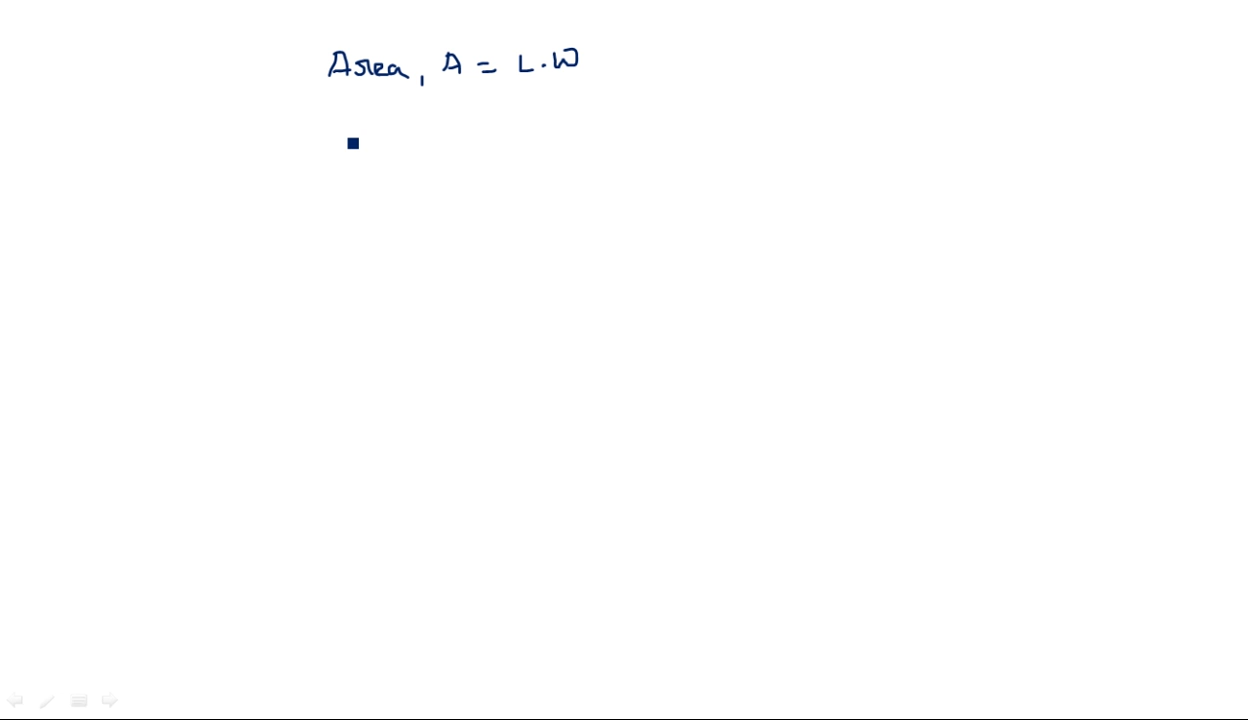 Area, A = L.W